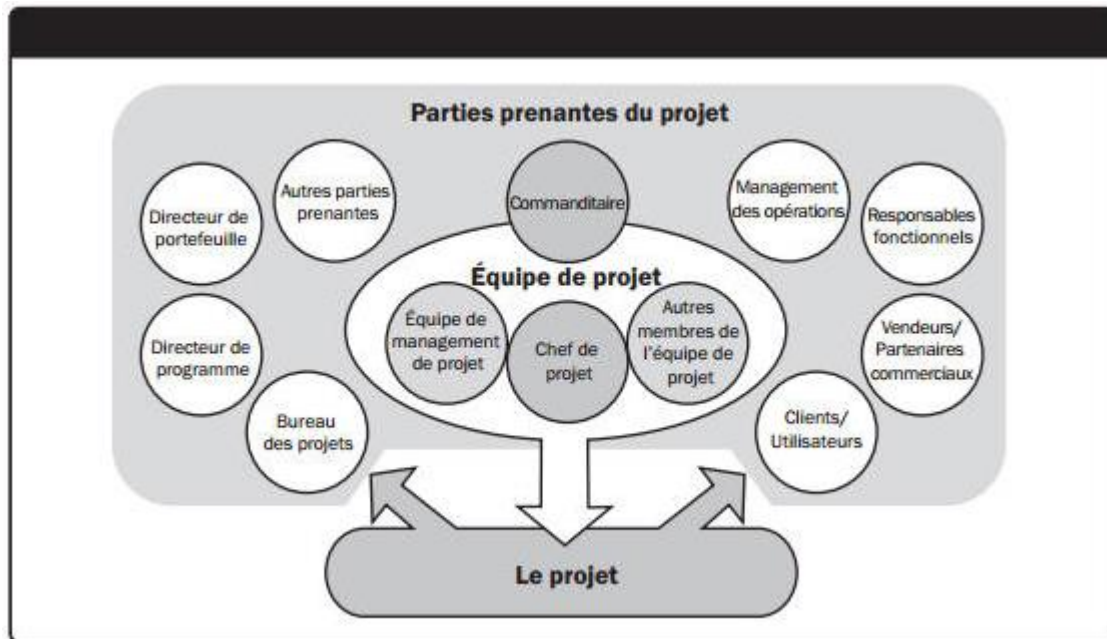 Parties prenantes du projet
Directeur de
portefeuille
Autres parties
prenantes
Commanditaire
Management
des opérations
Responsables
fonctionnels
Équipe de projet
Équipe de
management
de projet
Chef de
projet
Autres
membres de
l'équipe de
projet
Directeur de
programme
Vendeurs/
Partenaires
commerciaux
Bureau
des projets
Clients/
Utilisateurs
Le projet